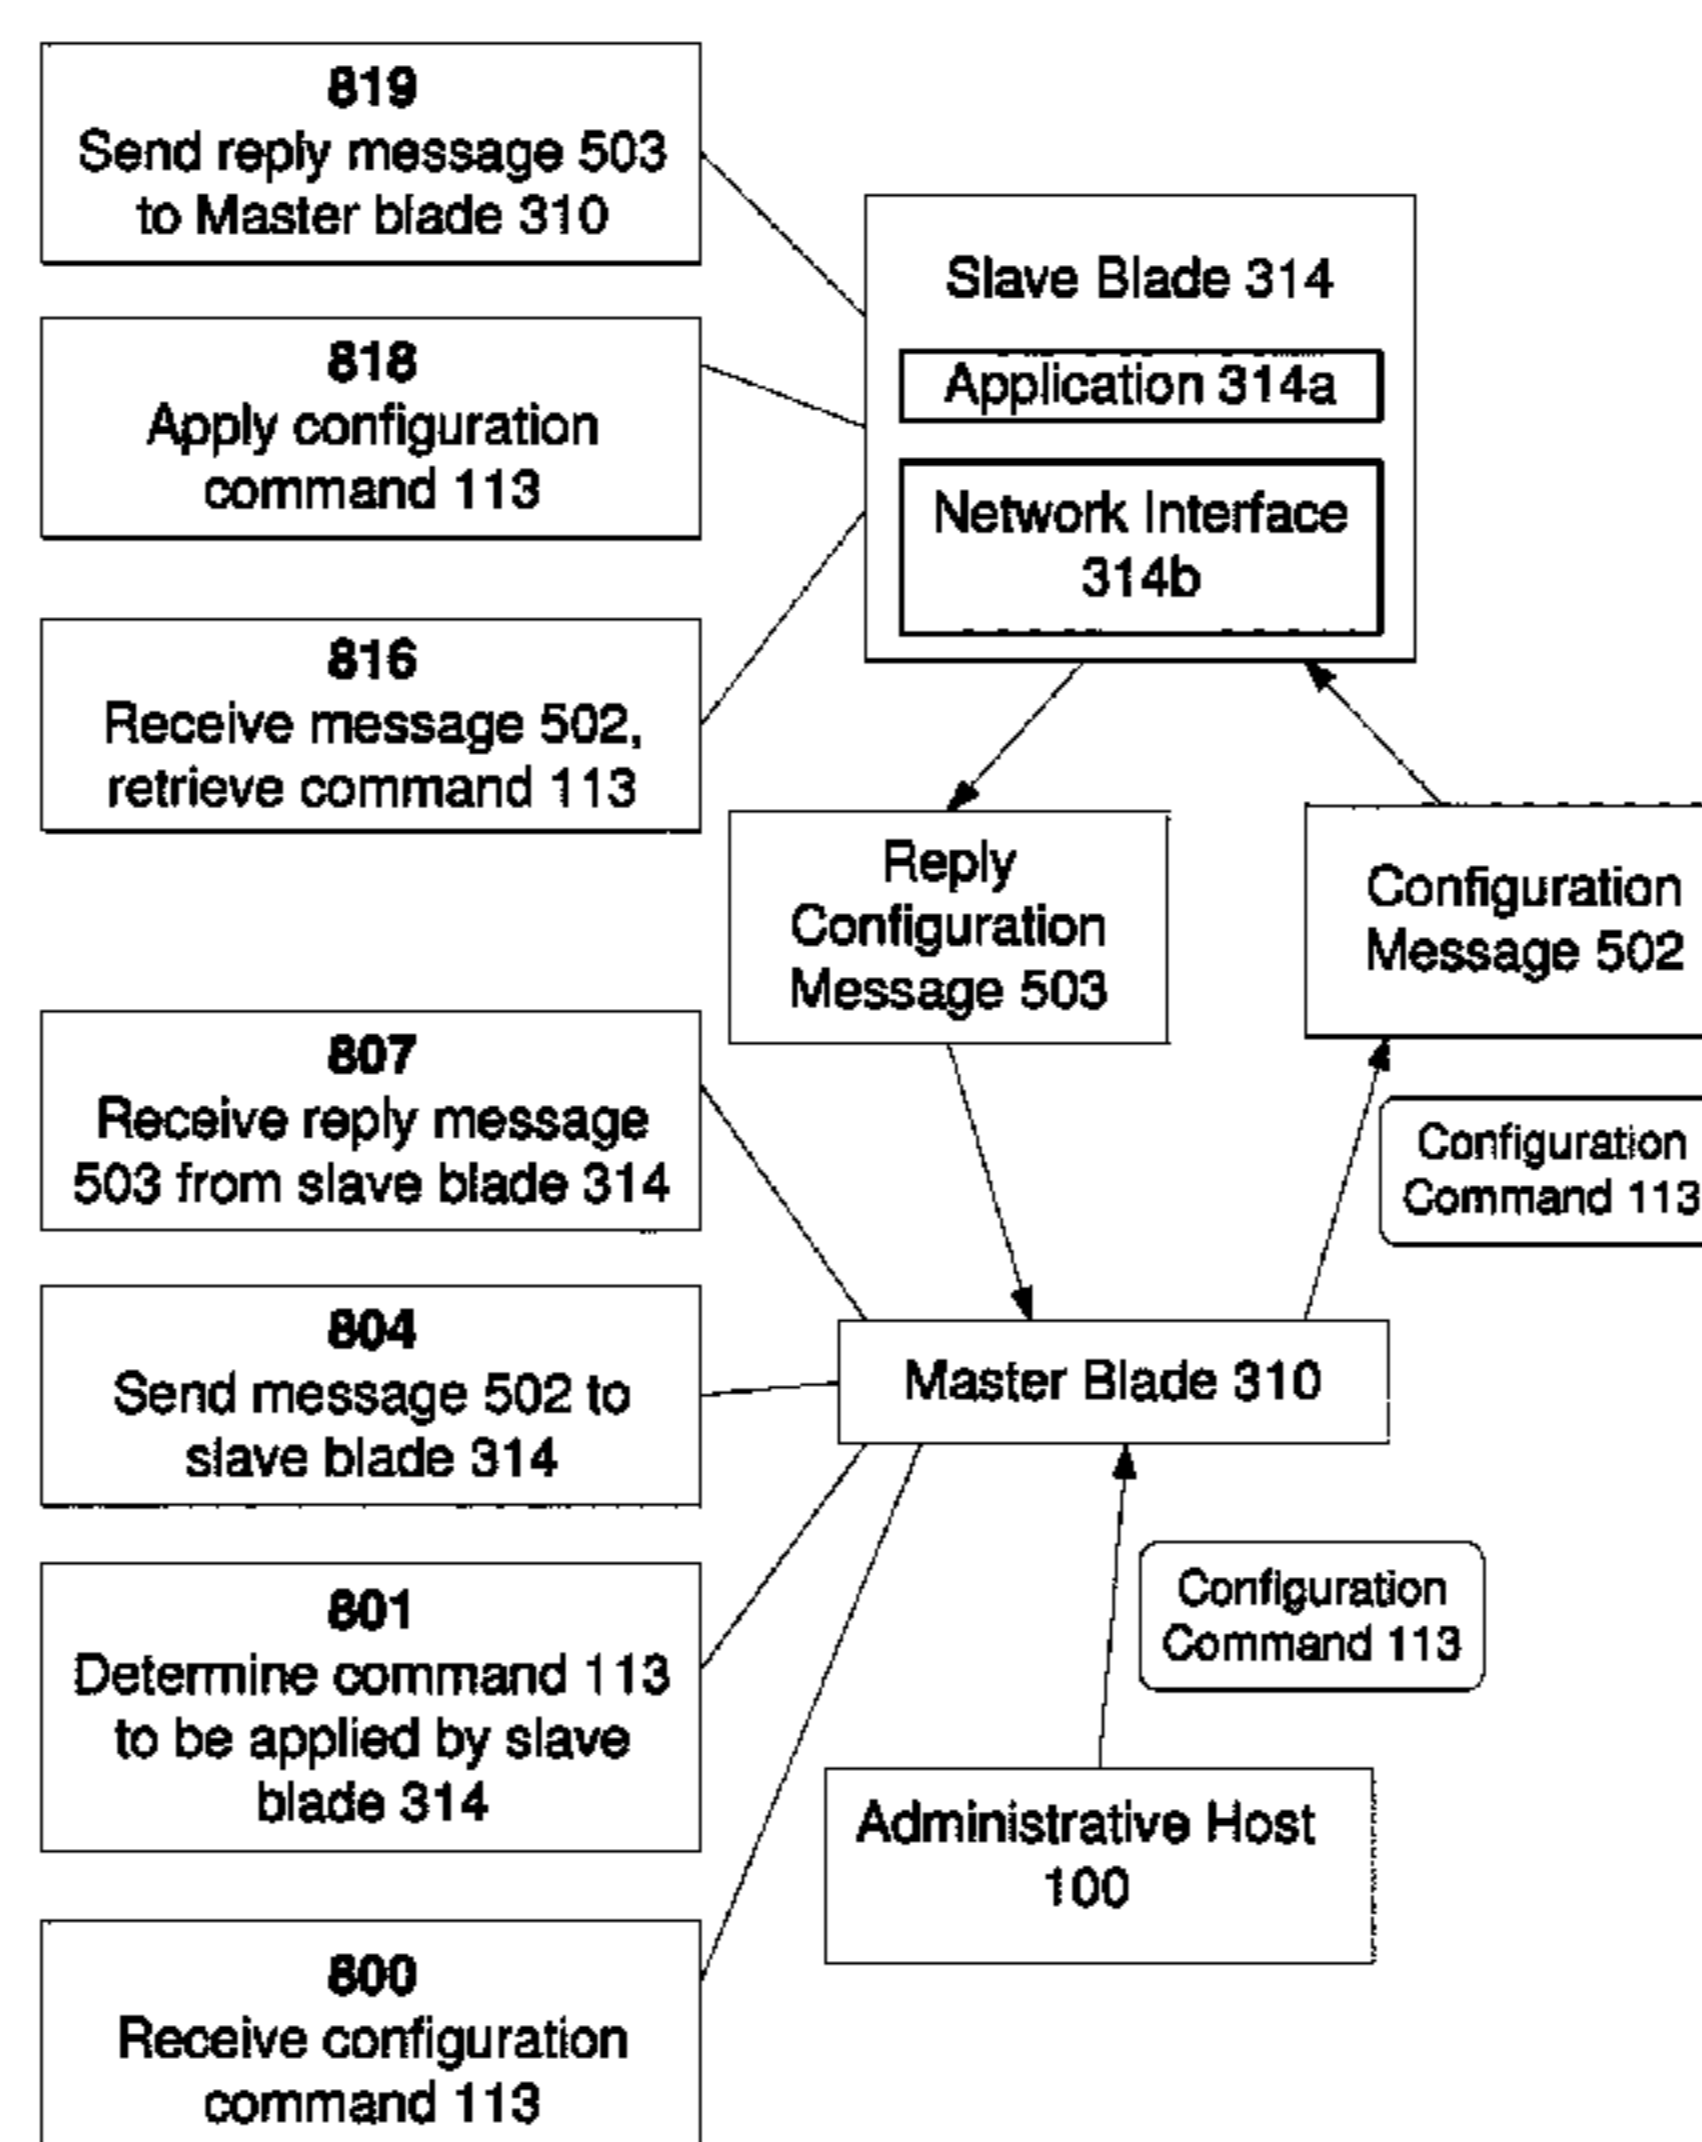 819
Send reply message 503
to Master blade 310
818
Apply configuration
command 113
816
Receive message 502,
retrieve command 113
Slave Blade 314
Application 314a
Network Interface
314b
Reply
Configuration
Message 503
Configuration
Message 502
Configuration
Command 113
807
Receive reply message
503 from slave blade 314
804
Send message 502 to
slave blade 314
Master Blade 310
801
Determine command 113
to be applied by slave
blade 314
Configuration
Command 113
Administrative Host
100
800
Receive configuration
command 113